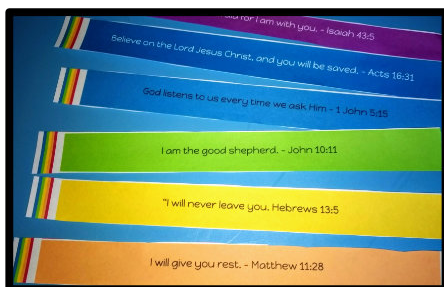 for I am with you. - Isaiah 43:5
Believe on the Lord Jesus Christ, and you will be saved. - Acts 16:31
God listens to us every time we ask Him - 1 John 5:15
I am the good shepherd. - John 10:11
"I will never leave you. Hebrews 13:5
I will give you rest. - Matthew 11:28